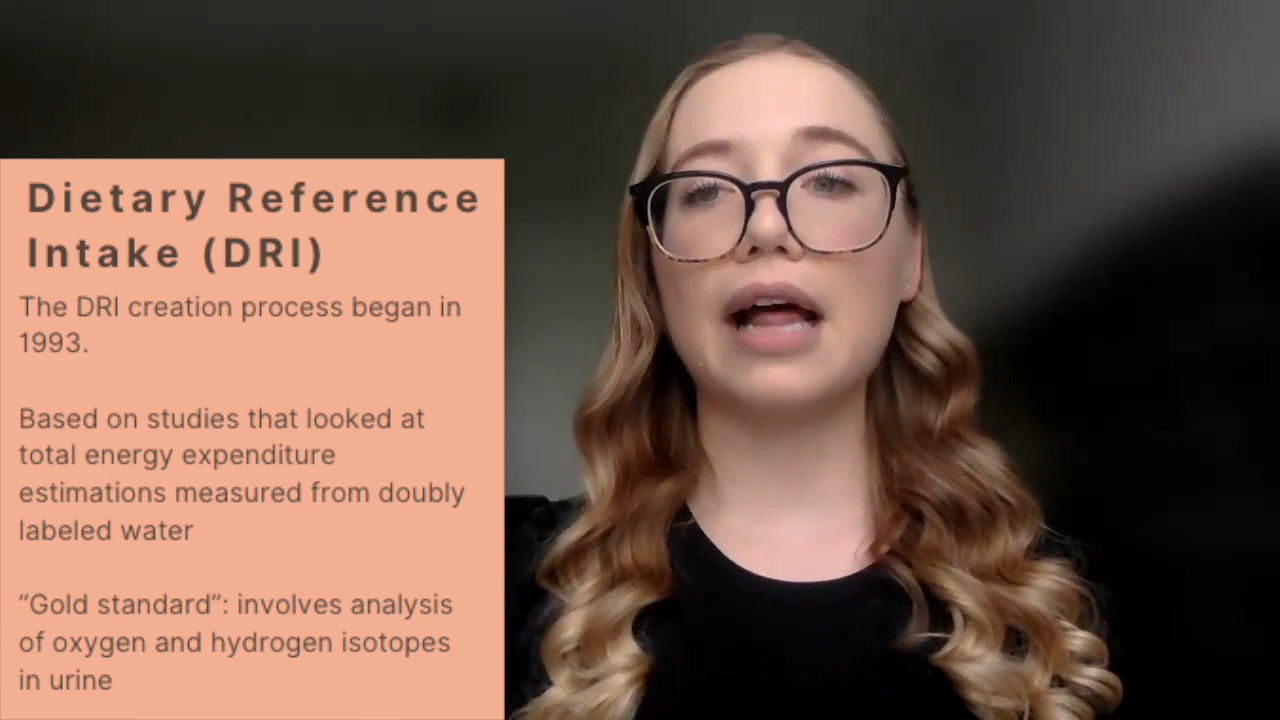 Dietary Reference
Intake (DRI)
The DRI creation process began in
1993.
Based on studies that looked at
total energy expenditure
estimations measured from doubly
labeled water
“Gold standard”: involves analysis
of oxygen and hydrogen isotopes
in urine